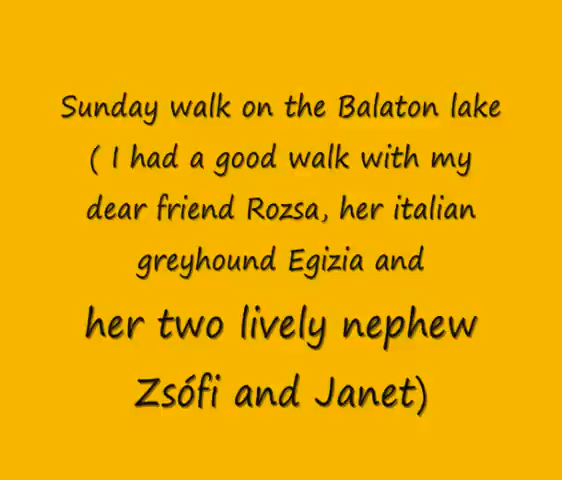 Sunday walk on the Balaton lake
( I had a good walk with my
dear friend Rozsa, her italian
greyhound Egizia and
her two lively nephew
Zsófi and Janet)